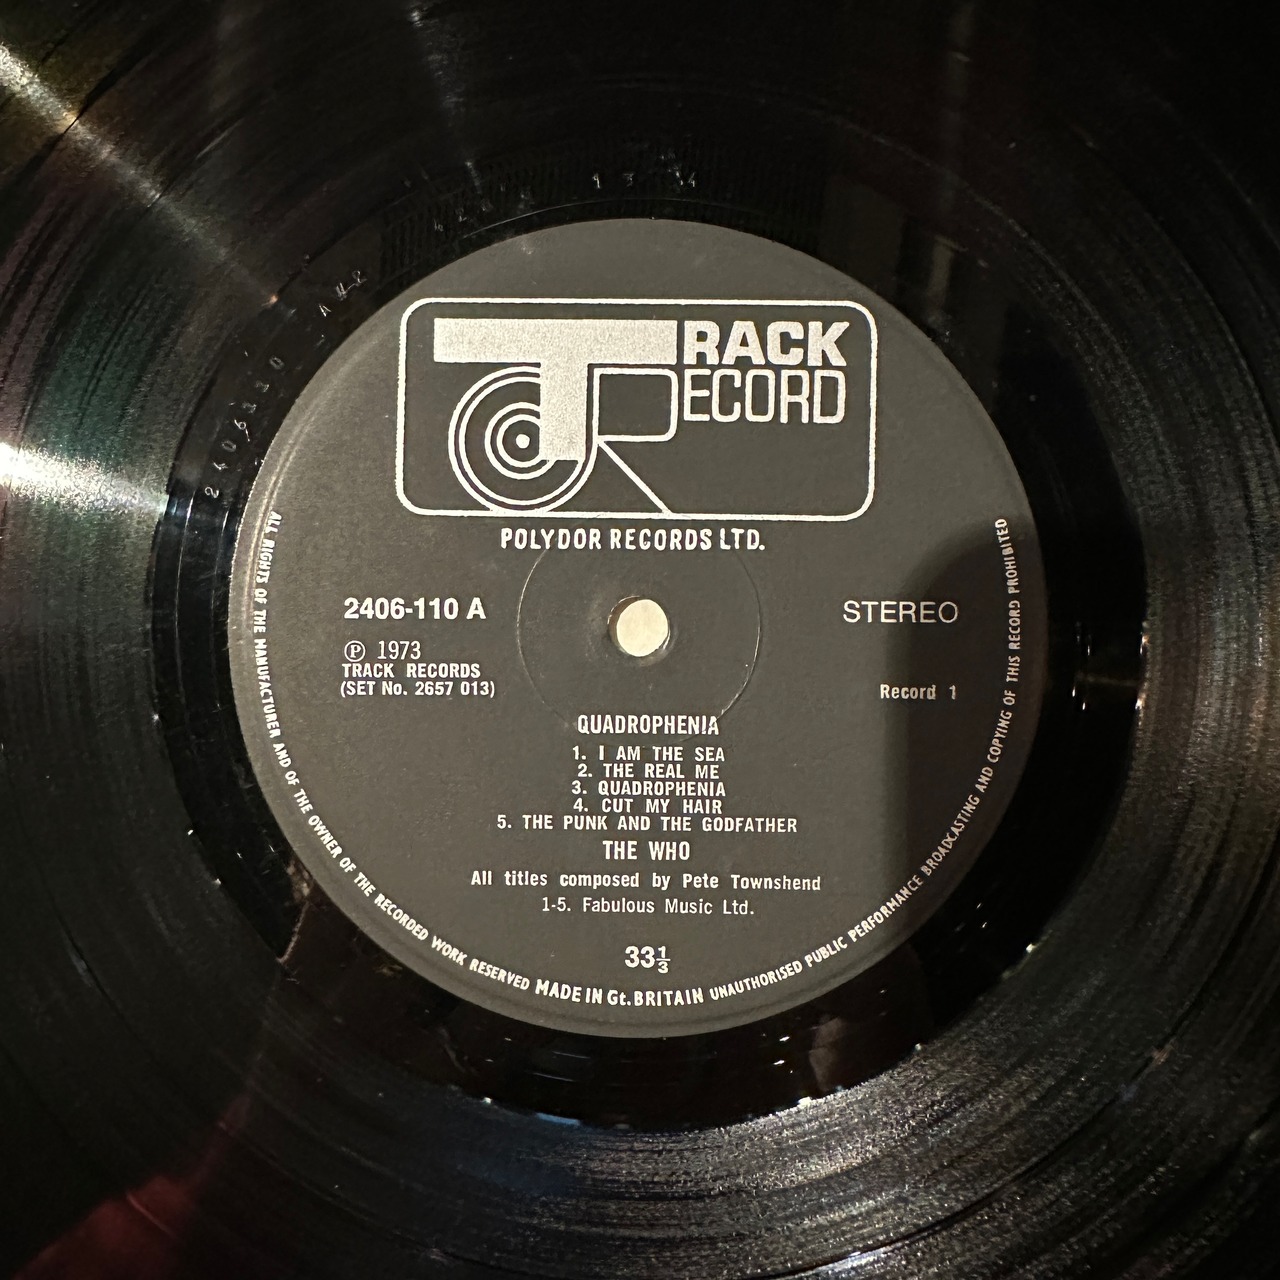 TRACK
RECORD
POLYDOR RECORDS LTD.
2406-110 A
STEREO
℗ 1973
TRACK RECORDS
(SET No. 2657 013)
Record 1
QUADROPHENIA
1. I AM THE SEA
2. THE REAL ME
3. QUADROPHENIA
4. CUT MY HAIR
5. THE PUNK AND THE GODFATHER
THE WHO
All titles composed by Pete Townshend
1-5. Fabulous Music Ltd.
33⅓
ALL RIGHTS OF THE MANUFACTURER AND OF THE OWNER OF THE RECORDED WORK RESERVED MADE IN Gt. BRITAIN UNAUTHORISED PUBLIC PERFORMANCE BROADCASTING AND COPYING OF THIS RECORD PROHIBITED
2406110